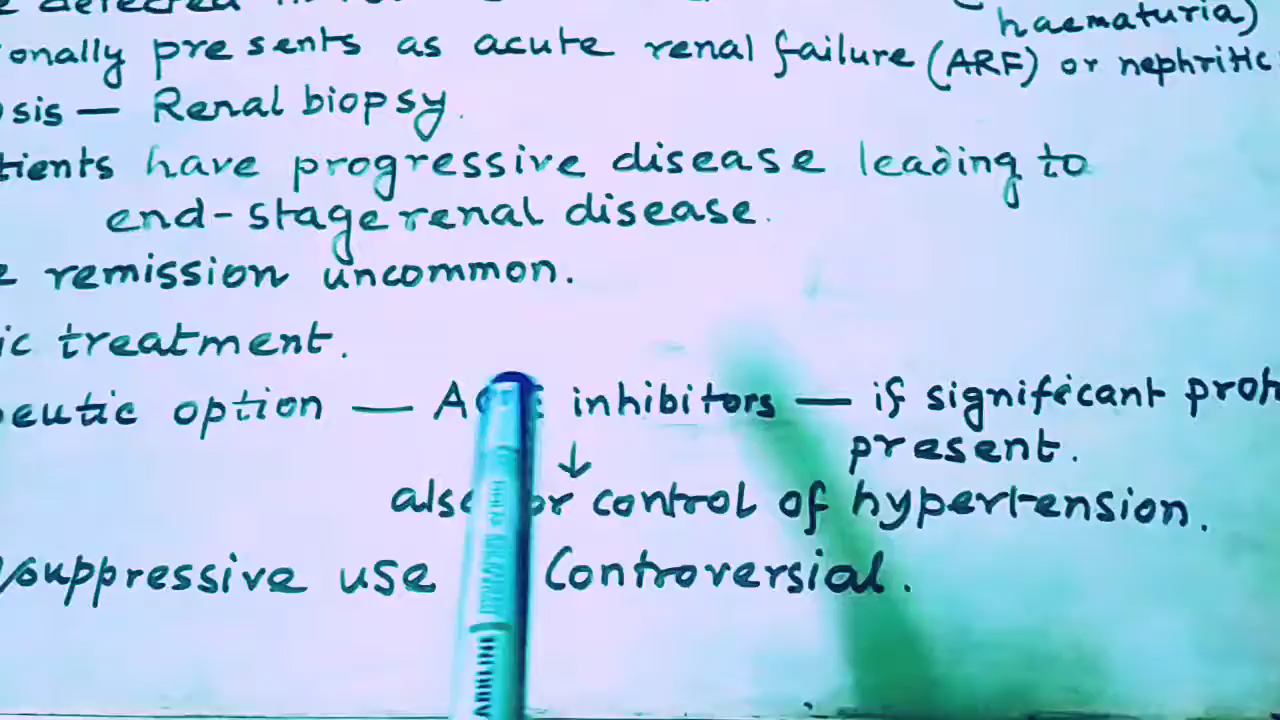 haematuria)
onally presents as acute renal failure (ARF) or nephritic
sis — Renal biopsy.
tients have progressive disease leading to
end-stage renal disease.
e remission uncommon.
ic treatment.
eutic option — inhibitors — if significant prot
present.
↓
control of hypertension.
suppressive use Controversial.